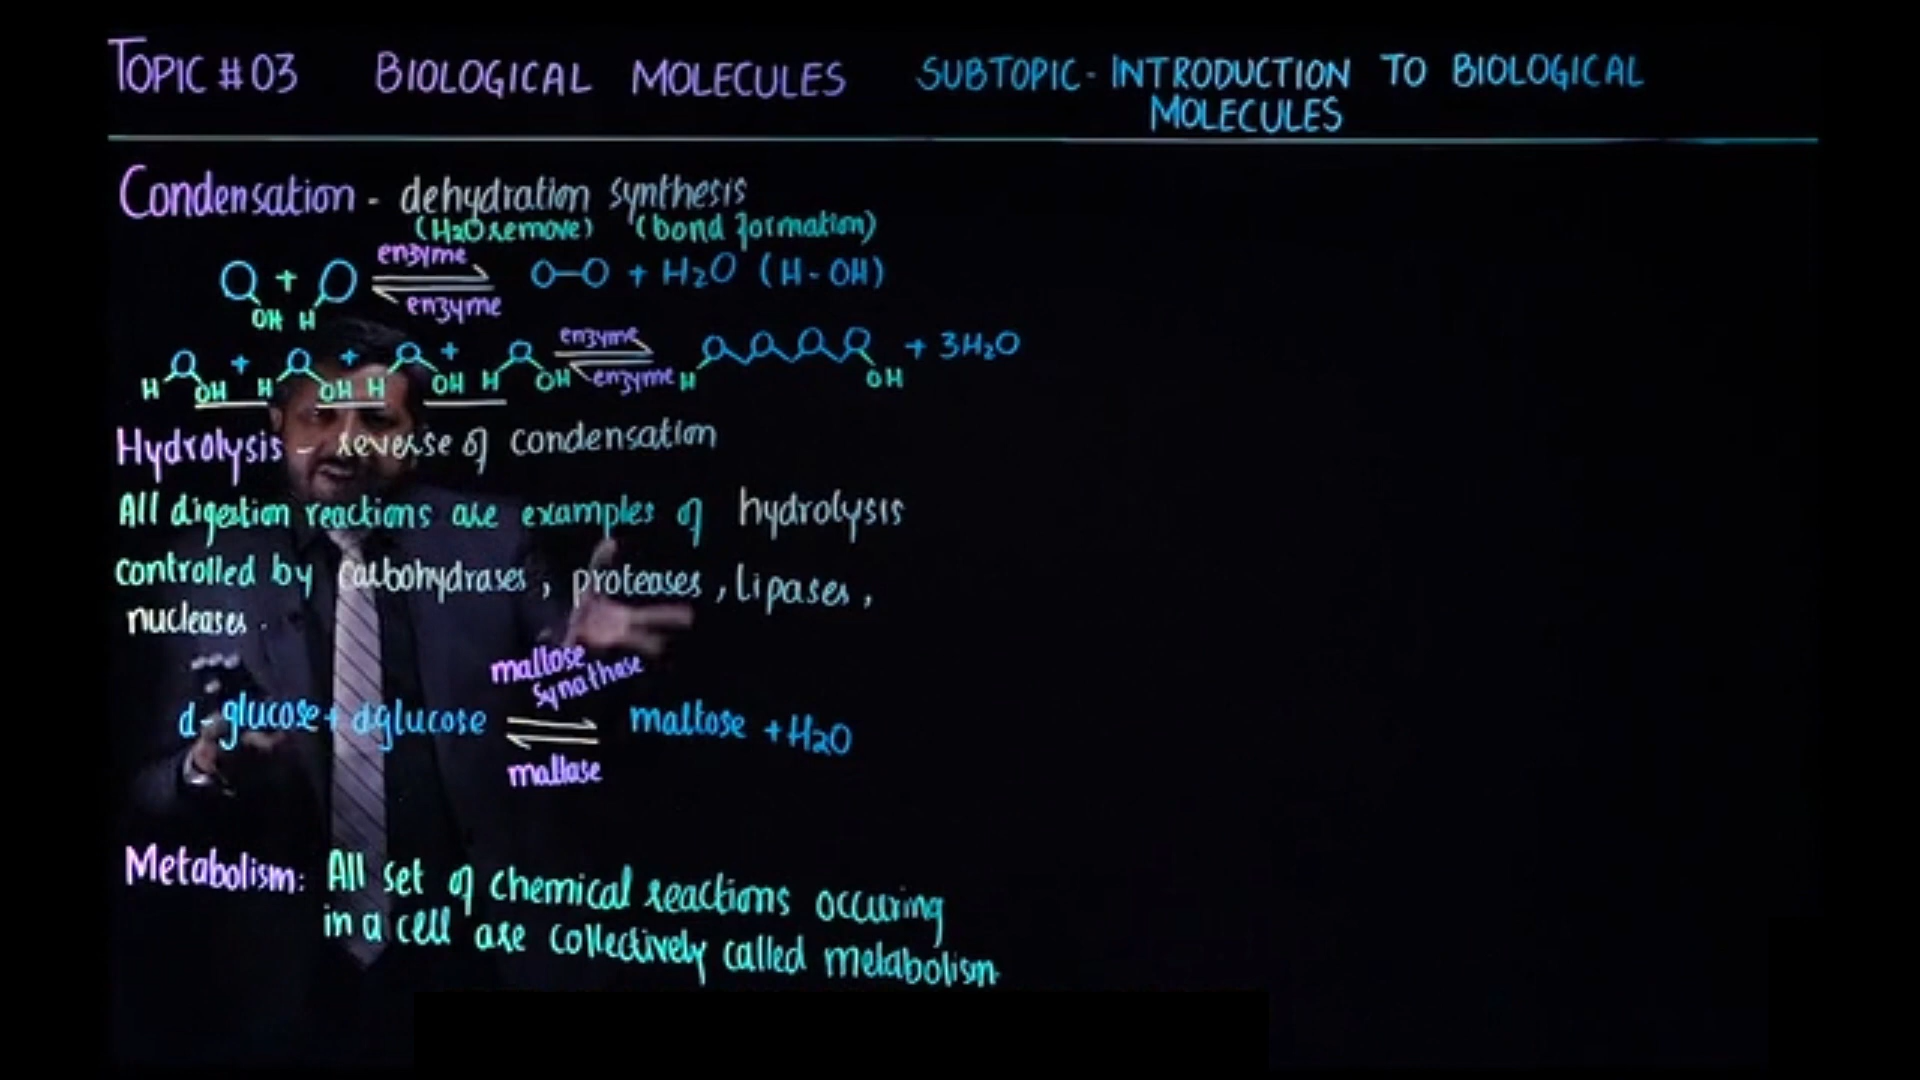 TOPIC # 03 BIOLOGICAL MOLECULES SUBTOPIC - INTRODUCTION TO BIOLOGICAL
MOLECULES
Condensation - dehydration synthesis
(H₂O remove) (bond formation)
enzyme
O + O ⇌ O-O + H₂O (H - OH)
OH H enzyme
enzyme
+ + + ⇌ + 3H₂O
H OH H OH H OH H OH enzyme H OH
Hydrolysis - reverse of condensation
All digestion reactions are examples of hydrolysis
controlled by carbohydrases, proteases, lipases,
nucleases.
maltose
synathase
d-glucose + dglucose ⇌ maltose + H₂O
maltase
Metabolism: All set of chemical reactions occuring
in a cell are collectively called metabolism.